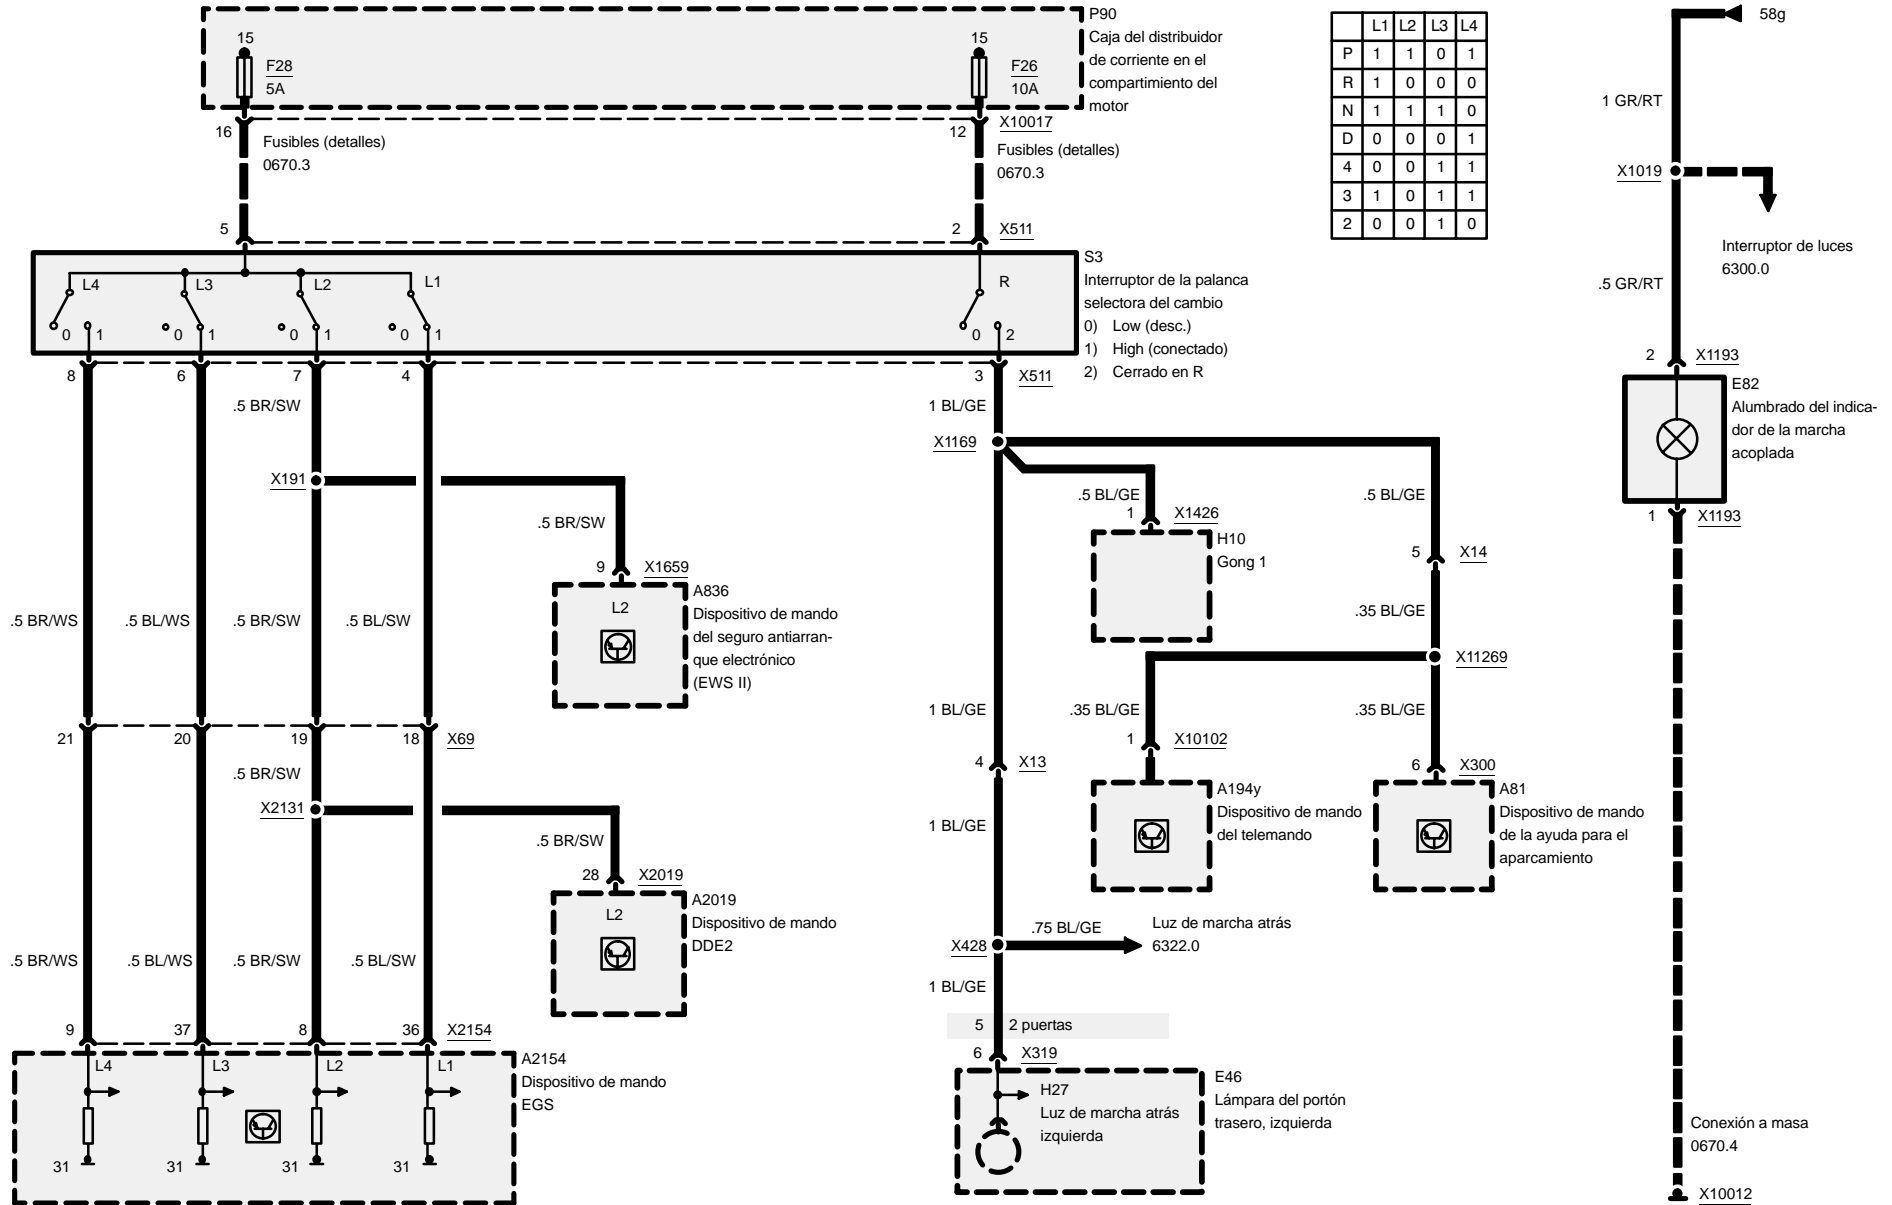 P90
Caja del distribuidor
de corriente en el
compartimiento del
motor
15
F28
5A
15
F26
10A
16
12
X10017
Fusibles (detalles)
0670.3
Fusibles (detalles)
0670.3
5
2
X511
L1 L2 L3 L4
P 1 1 0 1
R 1 0 0 0
N 1 1 1 0
D 0 0 0 1
4 0 0 1 1
3 1 0 1 1
2 0 0 1 0
58g
1 GR/RT
X1019
Interruptor de luces
6300.0
.5 GR/RT
2
X1193
E82
Alumbrado del indica-
dor de la marcha
acoplada
1
X1193
Conexión a masa
0670.4
X10012
S3
Interruptor de la palanca
selectora del cambio
0) Low (desc.)
1) High (conectado)
2) Cerrado en R
L4
L3
L2
L1
R
0 1
0 1
0 1
0 1
0 2
8
6
7
4
3
X511
.5 BR/SW
1 BL/GE
X191
.5 BR/SW
9
X1659
A836
L2
Dispositivo de mando
del seguro antiarran-
que electrónico
(EWS II)
.5 BR/WS
.5 BL/WS
.5 BR/SW
.5 BL/SW
21
20
19
18
X69
.5 BR/SW
X2131
.5 BR/SW
28
X2019
A2019
L2
Dispositivo de mando
DDE2
.5 BR/WS
.5 BL/WS
.5 BR/SW
.5 BL/SW
9
37
8
36
X2154
L4
L3
L2
L1
A2154
Dispositivo de mando
EGS
31
31
31
31
X1169
.5 BL/GE
1
X1426
H10
Gong 1
.5 BL/GE
5
X14
.35 BL/GE
X11269
1 BL/GE
.35 BL/GE
.35 BL/GE
4
X13
1
X10102
6
X300
A194y
Dispositivo de mando
del telemando
A81
Dispositivo de mando
de la ayuda para el
aparcamiento
1 BL/GE
X428
.75 BL/GE
Luz de marcha atrás
6322.0
1 BL/GE
5
2 puertas
6
X319
H27
Luz de marcha atrás
izquierda
E46
Lámpara del portón
trasero, izquierda